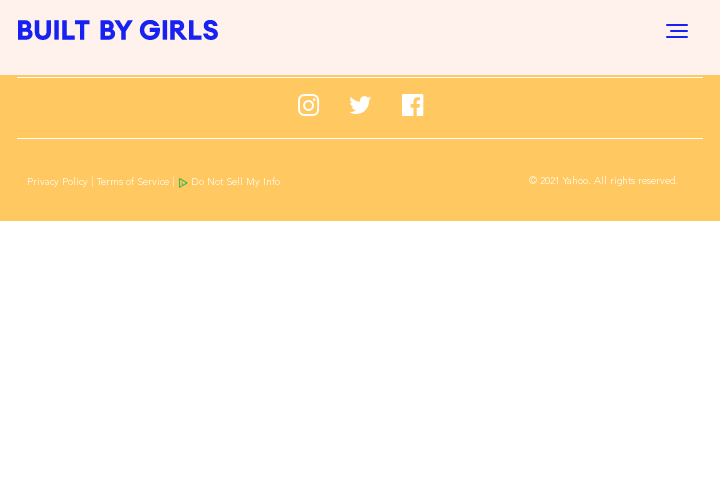 BUILT BY GIRLS
Privacy Policy | Terms of Service | Do Not Sell My Info
© 2021 Yahoo. All rights reserved.